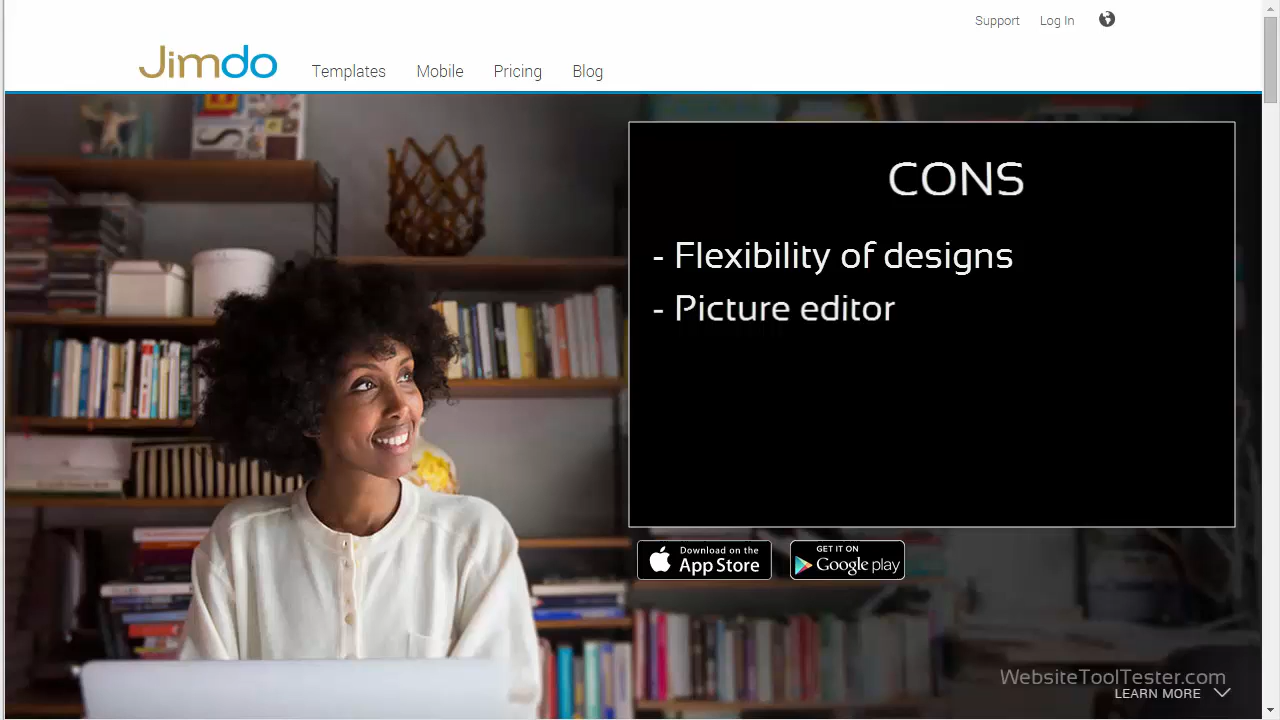 Support Log In
Jimdo Templates Mobile Pricing Blog
CONS
- Flexibility of designs
- Picture editor
Download on the
App Store
GET IT ON
Google play
WebsiteToolTester.com
LEARN MORE